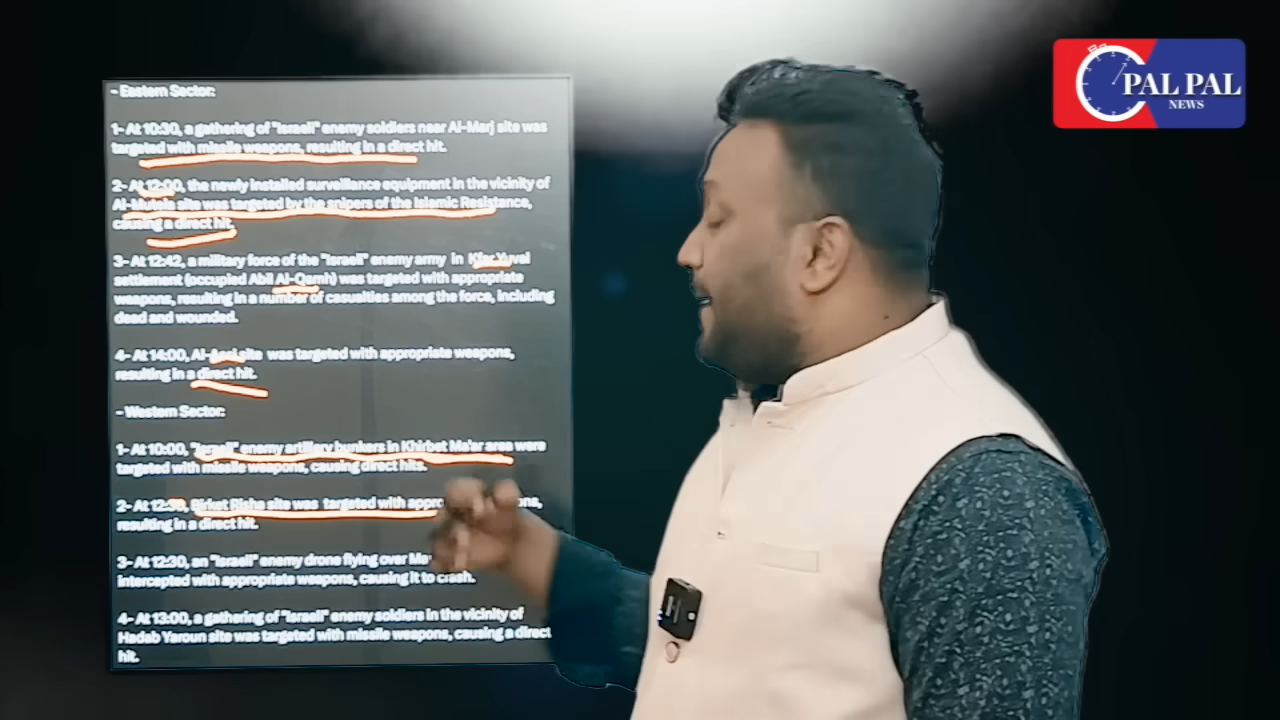 - Eastern Sector:
1- At 10:30, a gathering of "Israeli" enemy soldiers near Al-Marj site was
targeted with missile weapons, resulting in a direct hit.
2- At 12:00, the newly installed surveillance equipment in the vicinity of
Al-Mutela site was targeted by the snipers of the Islamic Resistance,
causing a direct hit.
3- At 12:42, a military force of the "Israeli" enemy army in Kfar Yuval
settlement (occupied Abil Al-Qamh) was targeted with appropriate
weapons, resulting in a number of casualties among the force, including
dead and wounded.
4- At 14:00, site was targeted with appropriate weapons,
resulting in a direct hit.
- Western Sector:
1- At 10:00, "Israeli" enemy artillery bunkers in Khirbet Ma'ar area were
targeted with missile weapons, causing direct hits.
2- At 12:30, Birket Risha site was targeted with appro ons,
resulting in a direct hit.
3- At 12:30, an "Israeli" enemy drone flying over
intercepted with appropriate weapons, causing it to crash.
4- At 13:00, a gathering of "Israeli" enemy soldiers in the vicinity of
Hadab Yaroun site was targeted with missile weapons, causing a direct
hit.
PAL PAL
NEWS